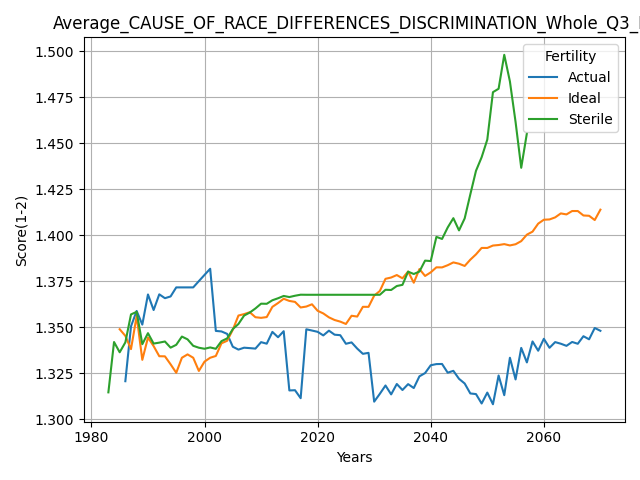 Average_CAUSE_OF_RACE_DIFFERENCES_DISCRIMINATION_Whole_Q3_
Fertility
Actual
Ideal
Sterile
1.500
1.475
1.450
1.425
1.400
1.375
1.350
1.325
1.300
Score(1-2)
1980
2000
2020
2040
2060
Years